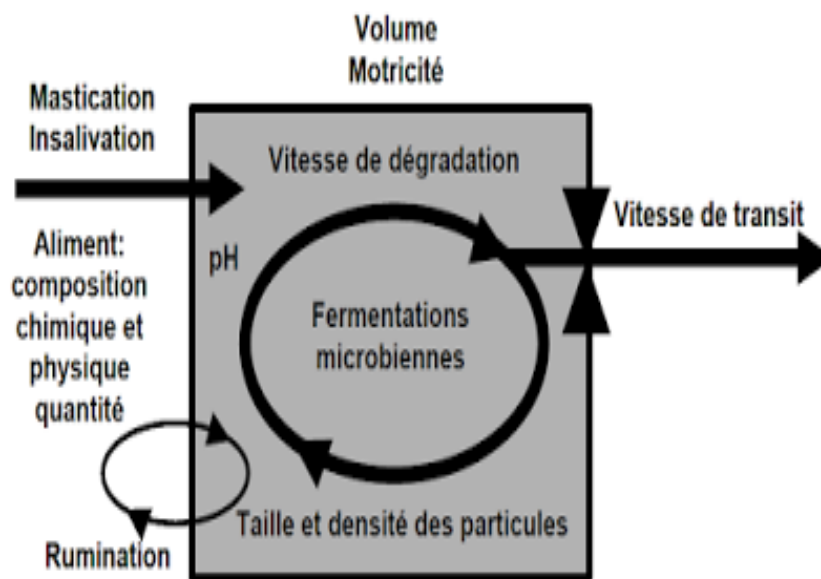 Volume
Motricité
Mastication
Insalivation
Vitesse de dégradation
Vitesse de transit
Aliment:
composition
chimique et
physique
quantité
pH
Fermentations
microbiennes
Taille et densité des particules
Rumination